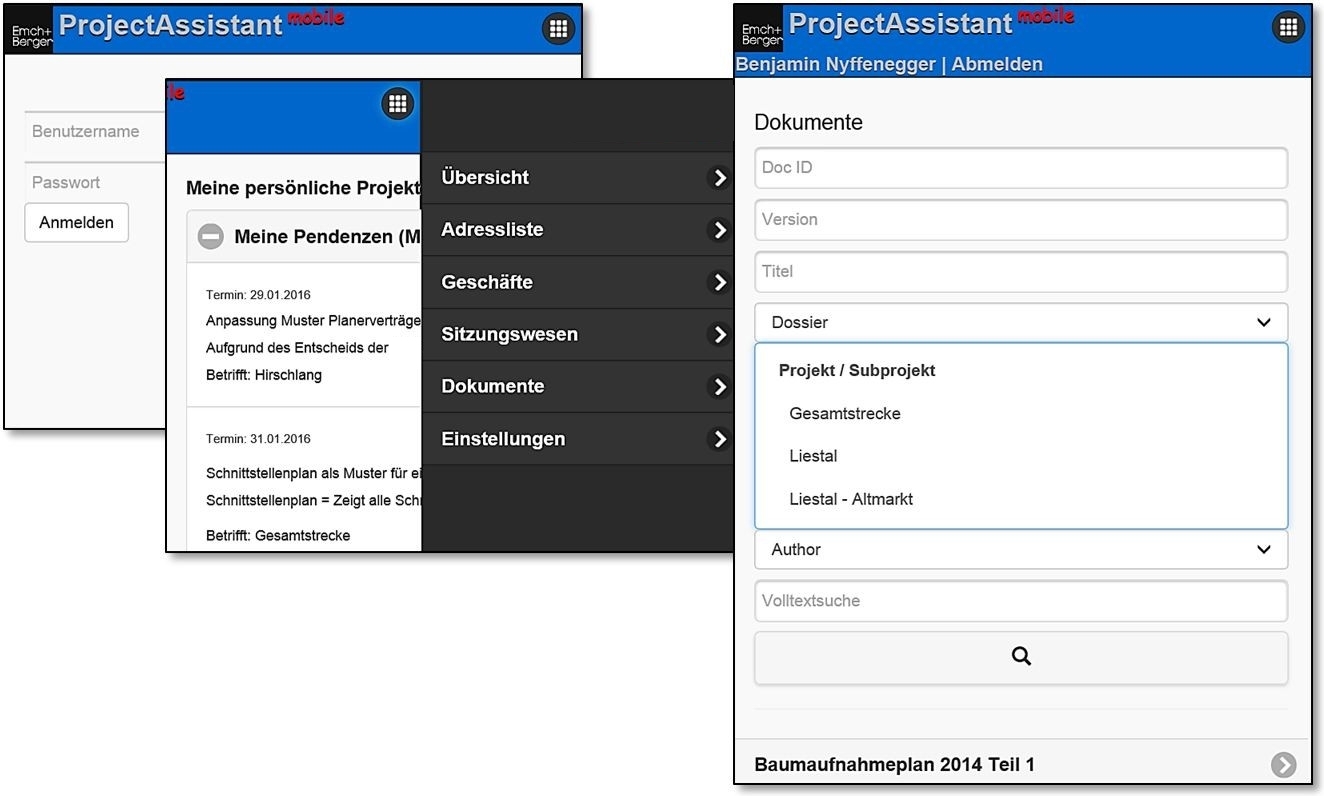 Emch+
Berger
ProjectAssistant mobile
Benutzername
Passwort
Anmelden
le
Meine persönliche Projekt
Meine Pendenzen (M
Termin: 29.01.2016
Anpassung Muster Planerverträge
Aufgrund des Entscheids der
Betrifft: Hirschlang
Termin: 31.01.2016
Schnittstellenplan als Muster für ei
Schnittstellenplan = Zeigt alle Schn
Betrifft: Gesamtstrecke
Übersicht
Adressliste
Geschäfte
Sitzungswesen
Dokumente
Einstellungen
Emch+
Berger
ProjectAssistant mobile
Benjamin Nyffenegger | Abmelden
Dokumente
Doc ID
Version
Titel
Dossier
Projekt / Subprojekt
Gesamtstrecke
Liestal
Liestal - Altmarkt
Author
Volltextsuche
Baumaufnahmeplan 2014 Teil 1